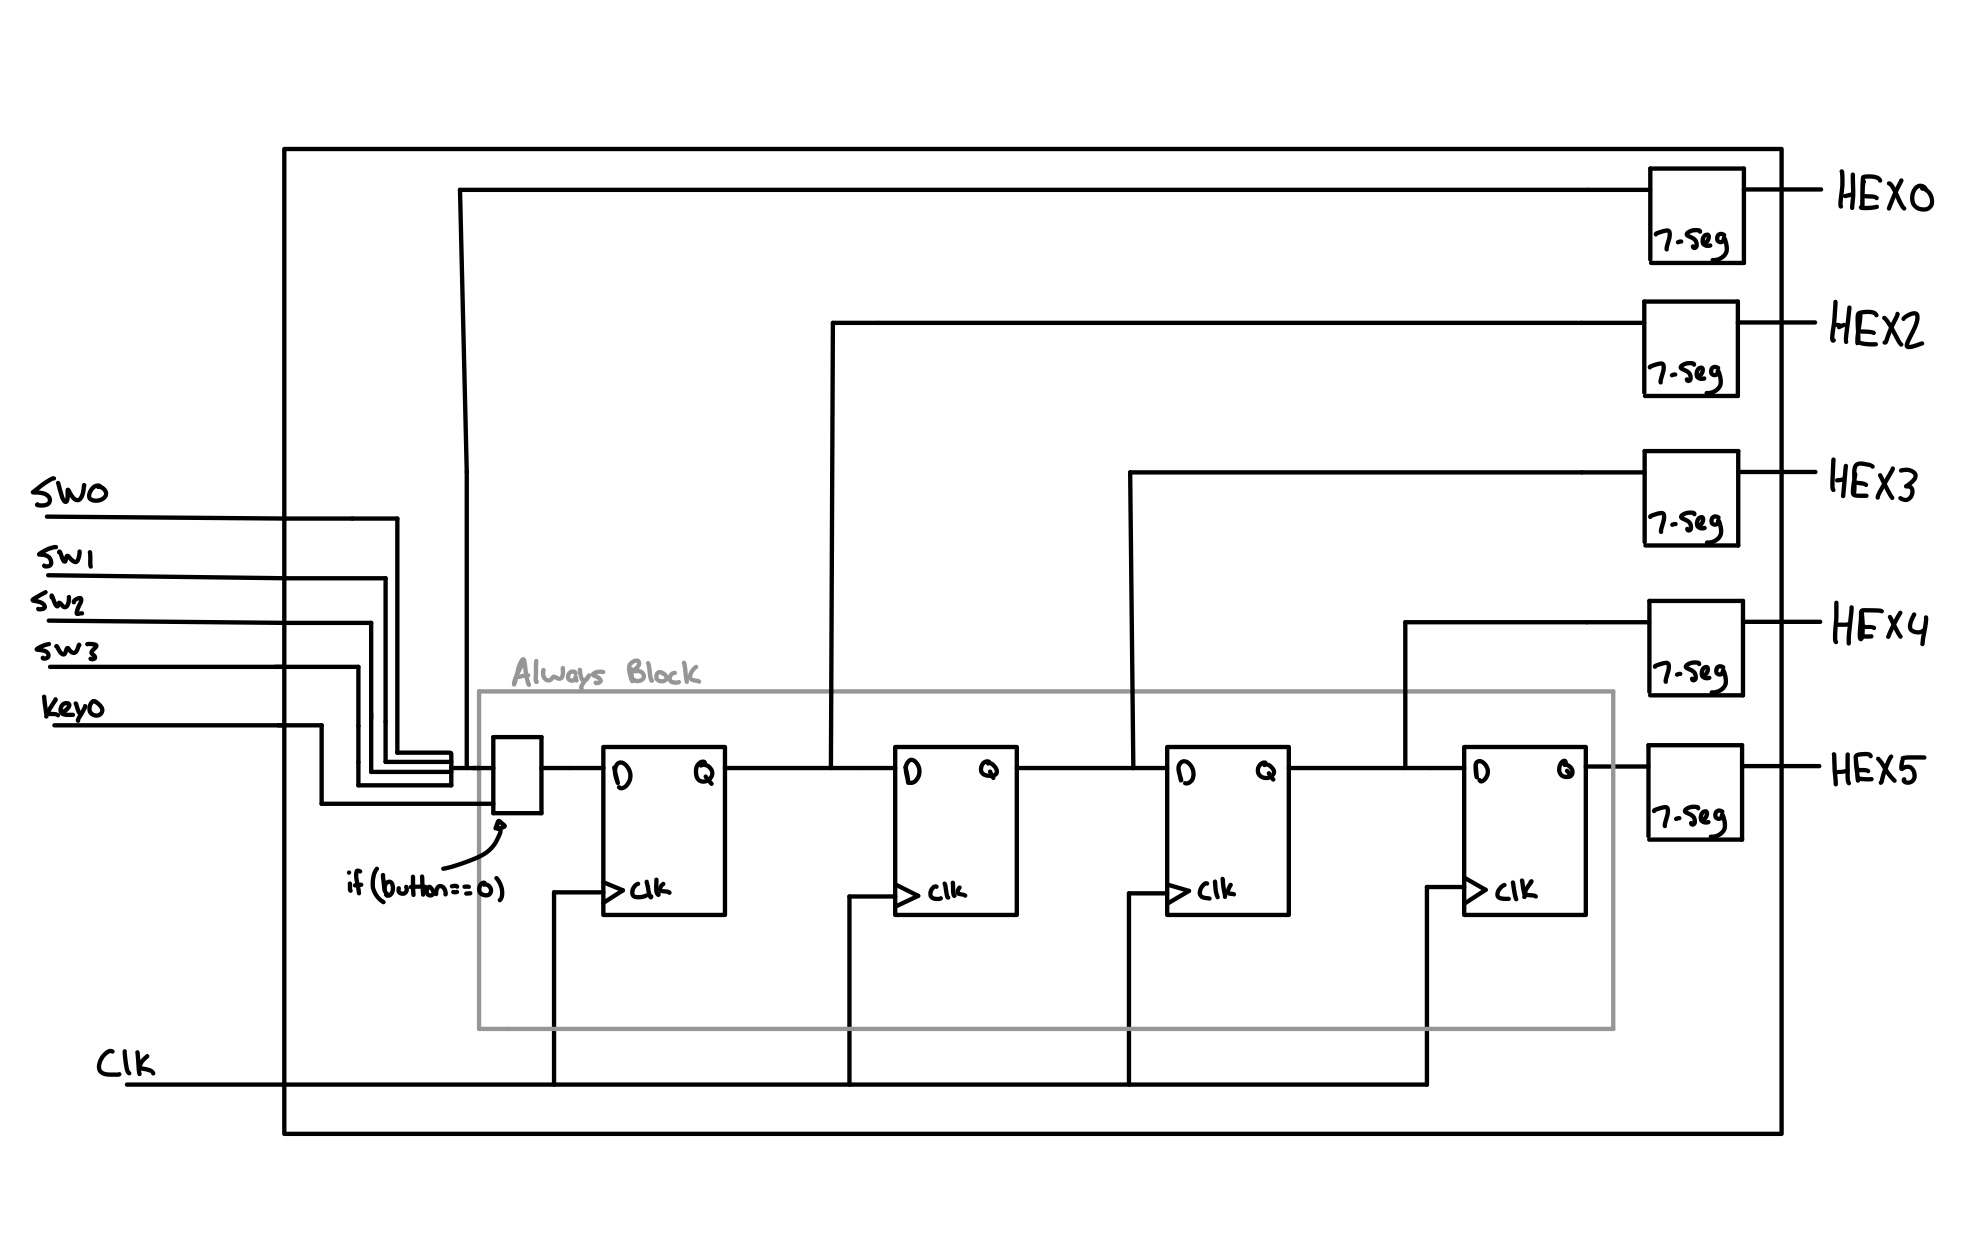 HEX0
7-seg
HEX2
7-seg
HEX3
7-seg
SW0
SW1
SW2
SW3
Key0
HEX4
7-seg
Always Block
D Q
D Q
D Q
D Q
HEX5
7-seg
if (button==0)
Clk
Clk
Clk
Clk
Clk